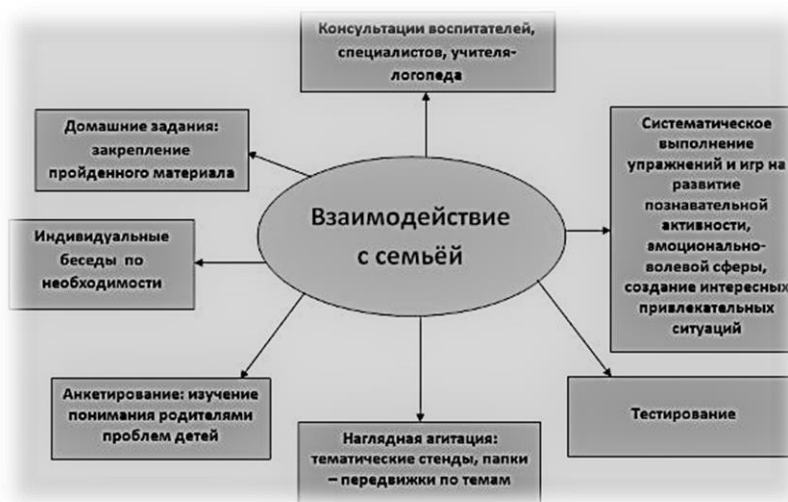 Консультации воспитателей,
специалистов, учителя-
логопеда
Домашние задания:
закрепление
пройденного материала
Систематическое
выполнение
упражнений и игр на
развитие
познавательной
активности,
эмоционально-
волевой сферы,
создание интересных
привлекательных
ситуаций
Взаимодействие
с семьёй
Индивидуальные
беседы по
необходимости
Анкетирование: изучение
понимания родителями
проблем детей
Наглядная агитация:
тематические стенды, папки
– передвижки по темам
Тестирование